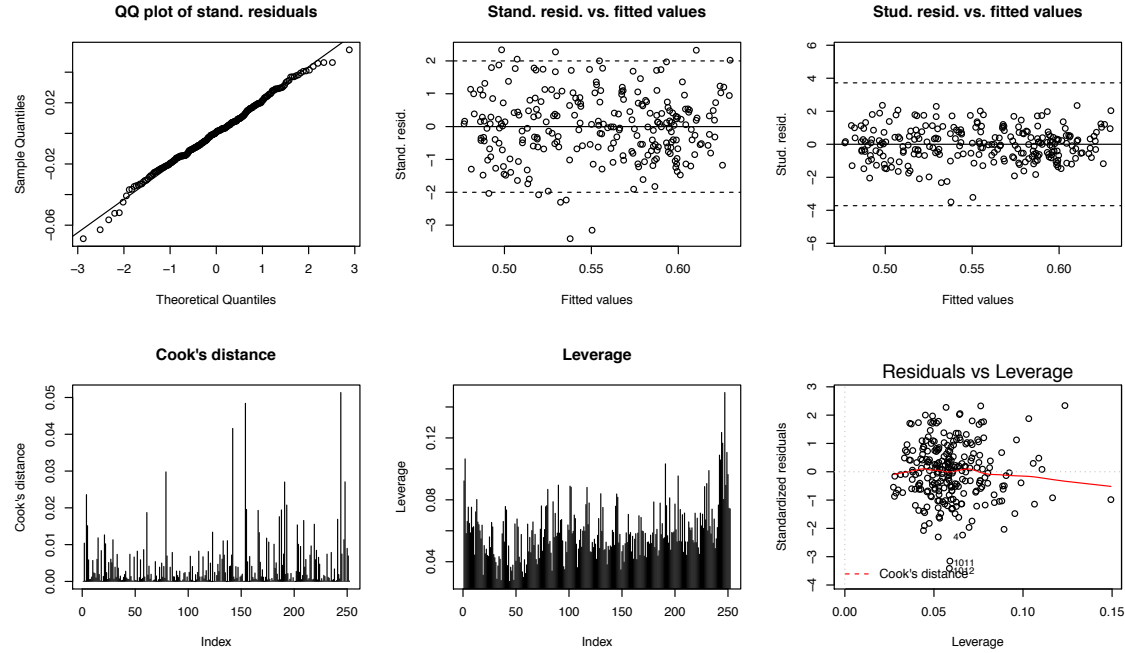 QQ plot of stand. residuals
Sample Quantiles
0.02
−0.02
−0.06
−3 −2 −1 0 1 2 3
Theoretical Quantiles
Stand. resid. vs. fitted values
Stand. resid.
2
1
0
−1
−2
−3
0.50 0.55 0.60
Fitted values
Stud. resid. vs. fitted values
Stud. resid.
6
4
2
0
−2
−4
−6
0.50 0.55 0.60
Fitted values
Cook's distance
Cook's distance
0.05
0.04
0.03
0.02
0.01
0.00
0 50 100 150 200 250
Index
Leverage
Leverage
0.12
0.08
0.04
0 50 100 150 200 250
Index
Residuals vs Leverage
Standardized residuals
3
2
1
0
−1
−2
−3
−4
4
1011
1012
Cook's distance
0.00 0.05 0.10 0.15
Leverage